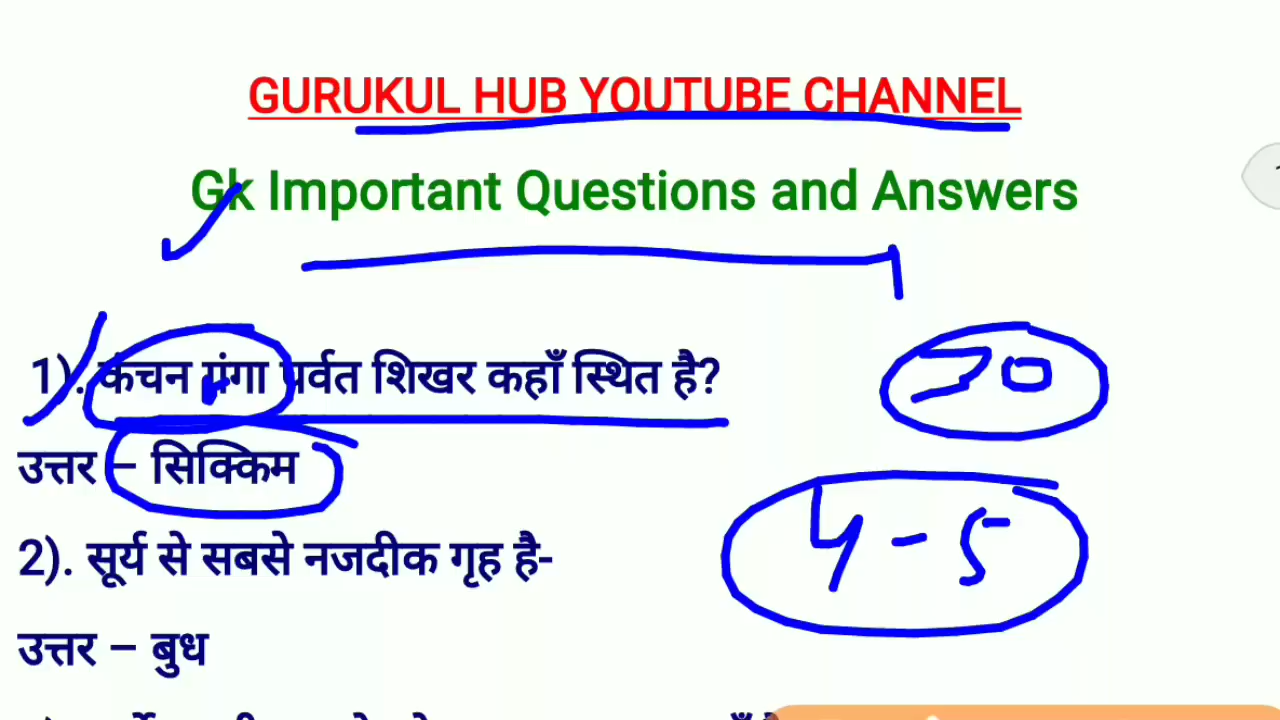 GURUKUL HUB YOUTUBE CHANNEL
Gk Important Questions and Answers
1). कंचन गंगा पर्वत शिखर कहाँ स्थित है?
30
उत्तर – सिक्किम
4-5
2). सूर्य से सबसे नजदीक गृह है-
उत्तर – बुध